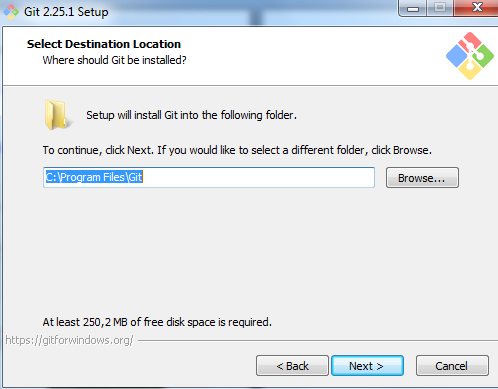 Git 2.25.1 Setup
Select Destination Location
Where should Git be installed?
Setup will install Git into the following folder.
To continue, click Next. If you would like to select a different folder, click Browse.
C:\Program Files\Git
Browse...
At least 250,2 MB of free disk space is required.
https://gitforwindows.org/
< Back
Next >
Cancel